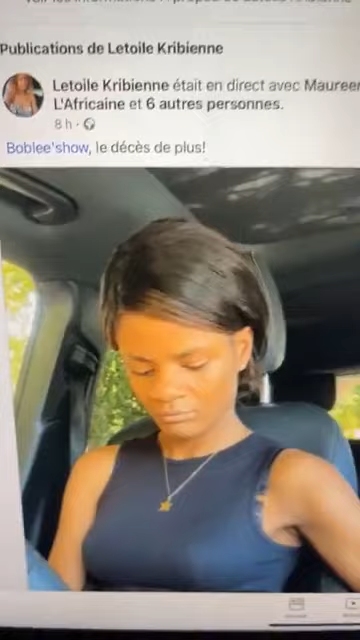 Publications de Letoile Kribienne
Letoile Kribienne était en direct avec Maureen
L'Africaine et 6 autres personnes.
8 h ·
Boblee'show, le décès de plus!